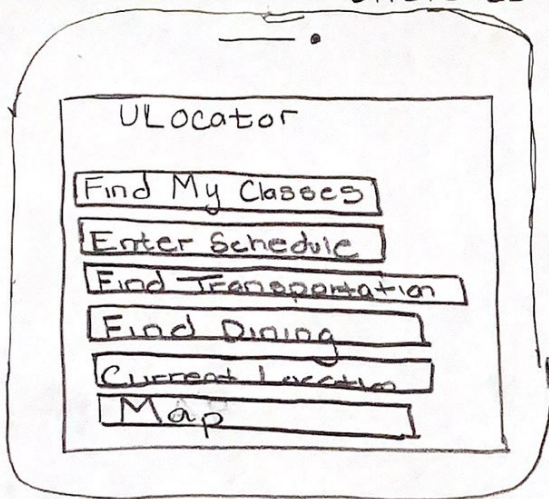 ULocator
Find My Classes
Enter Schedule
Find Transportation
Find Dining
Current Location
Map